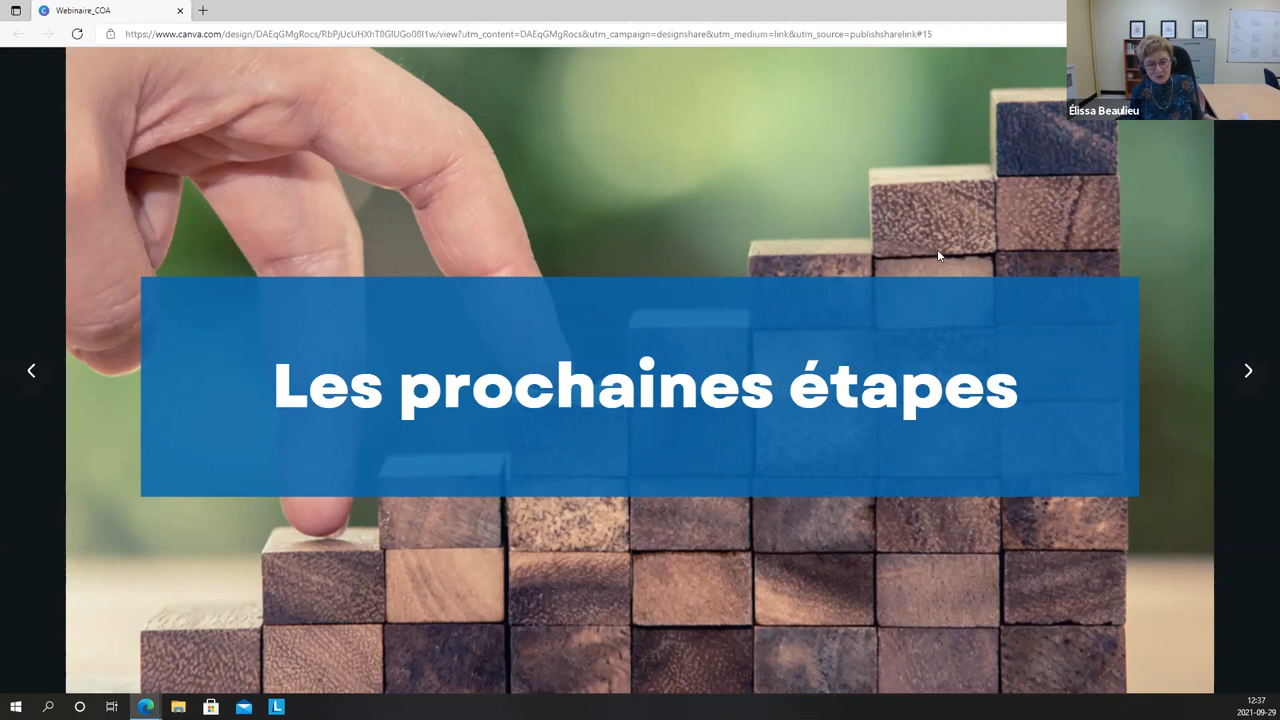 Webinaire_COA
https://www.canva.com/design/DAEqGMgRocs/RbPjUcUHXhT8GIUGo08I1w/view?utm_content=DAEqGMgRocs&utm_campaign=designshare&utm_medium=link&utm_source=publishsharelink#15
Élissa Beaulieu
Les prochaines étapes
L
12:37
2021-09-29